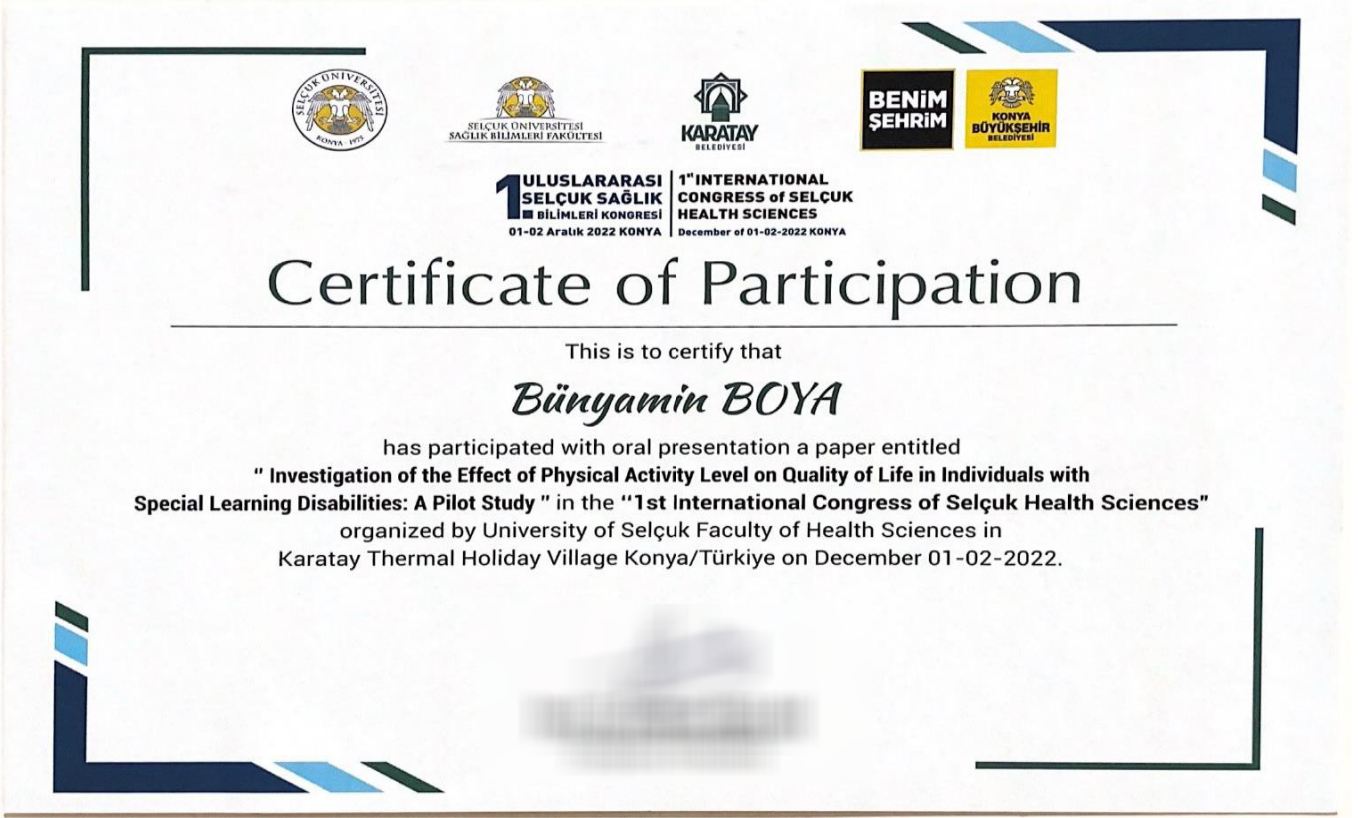 SELÇUK ÜNİVERSİTESİ
KONYA - 1975
SELÇUK ÜNİVERSİTESİ
SAĞLIK BİLİMLERİ FAKÜLTESİ
KARATAY
BELEDİYESİ
BENİM
ŞEHRİM
KONYA
BÜYÜKŞEHİR
BELEDİYESİ
1 ULUSLARARASI
SELÇUK SAĞLIK
BİLİMLERİ KONGRESİ
01-02 Aralık 2022 KONYA
1st INTERNATIONAL
CONGRESS of SELÇUK
HEALTH SCIENCES
December of 01-02-2022 KONYA
Certificate of Participation
This is to certify that
Bünyamin BOYA
has participated with oral presentation a paper entitled
" Investigation of the Effect of Physical Activity Level on Quality of Life in Individuals with
Special Learning Disabilities: A Pilot Study " in the "1st International Congress of Selçuk Health Sciences"
organized by University of Selçuk Faculty of Health Sciences in
Karatay Thermal Holiday Village Konya/Türkiye on December 01-02-2022.